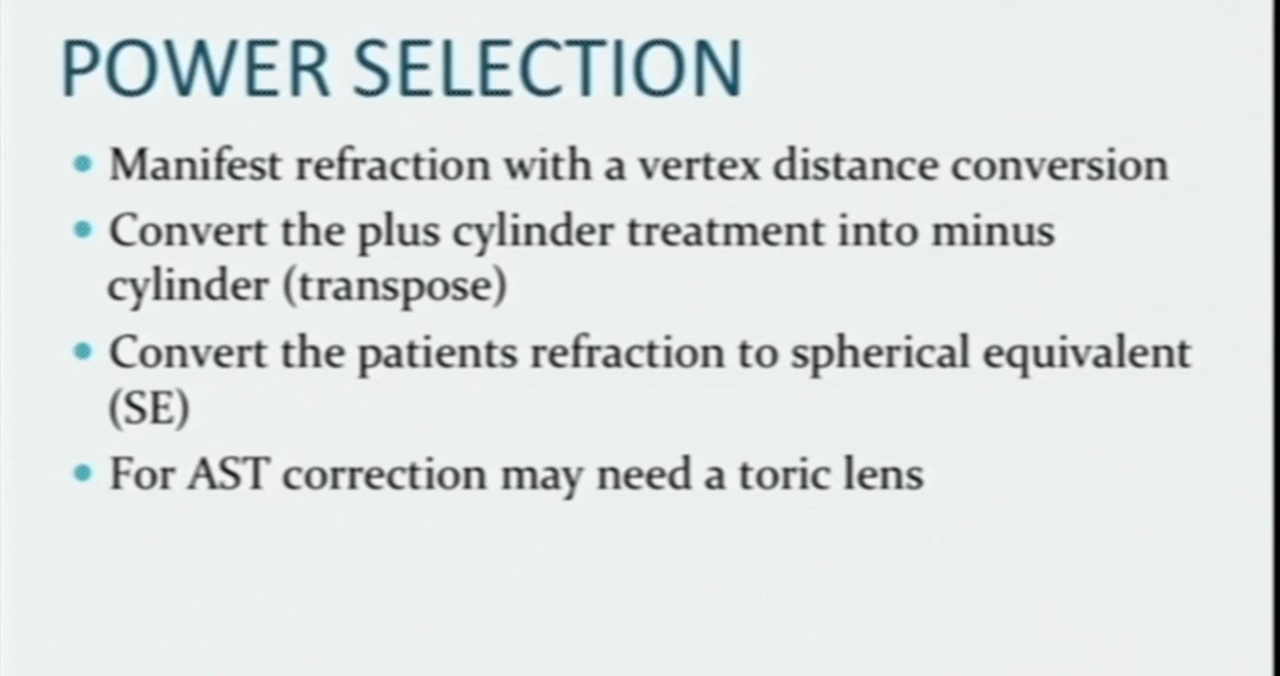 POWER SELECTION
• Manifest refraction with a vertex distance conversion
• Convert the plus cylinder treatment into minus
cylinder (transpose)
• Convert the patients refraction to spherical equivalent
(SE)
• For AST correction may need a toric lens